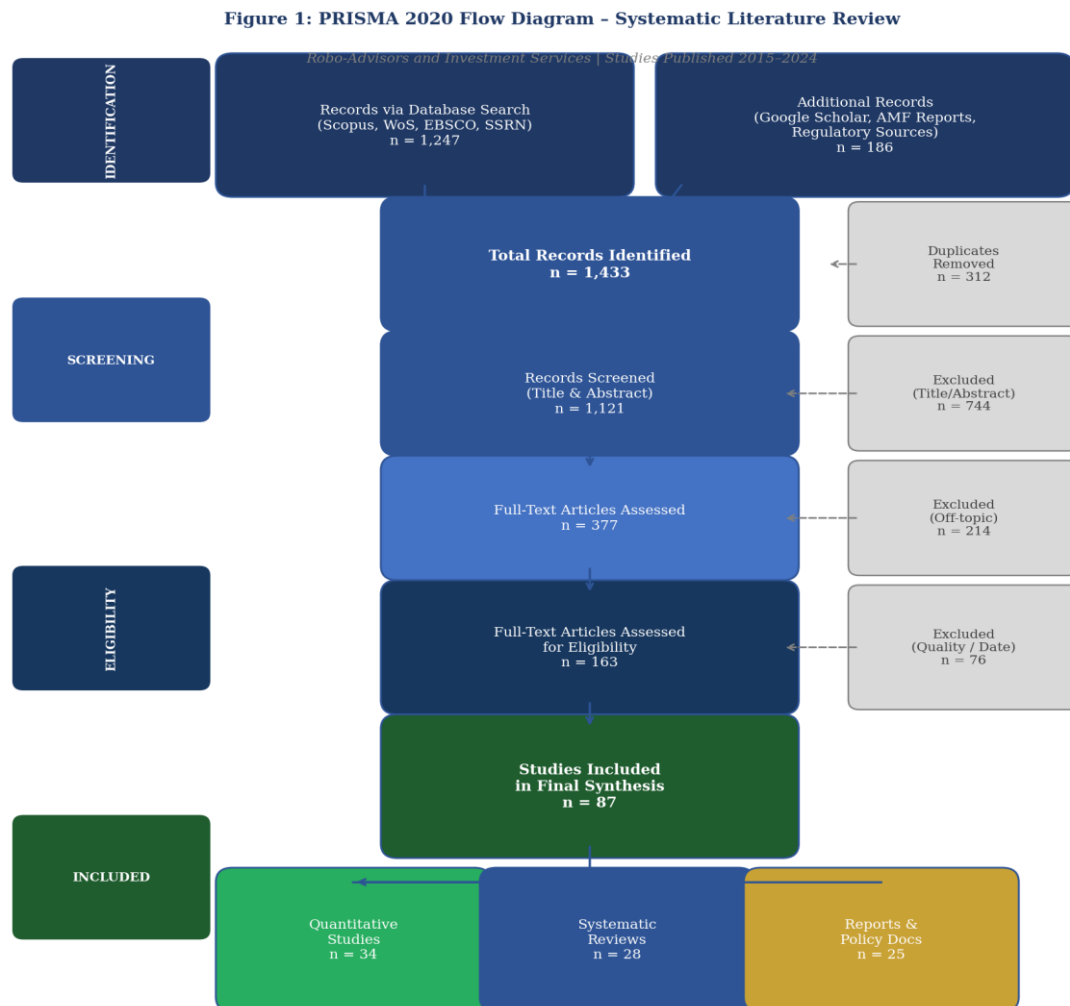 Figure 1: PRISMA 2020 Flow Diagram – Systematic Literature Review
Robo-Advisors and Investment Services | Studies Published 2015–2024
IDENTIFICATION
Records via Database Search
(Scopus, WoS, EBSCO, SSRN)
n = 1,247
Additional Records
(Google Scholar, AMF Reports,
Regulatory Sources)
n = 186
Total Records Identified
n = 1,433
Duplicates
Removed
n = 312
SCREENING
Records Screened
(Title & Abstract)
n = 1,121
Excluded
(Title/Abstract)
n = 744
Full-Text Articles Assessed
n = 377
Excluded
(Off-topic)
n = 214
ELIGIBILITY
Full-Text Articles Assessed
for Eligibility
n = 163
Excluded
(Quality / Date)
n = 76
Studies Included
in Final Synthesis
n = 87
INCLUDED
Quantitative
Studies
n = 34
Systematic
Reviews
n = 28
Reports &
Policy Docs
n = 25